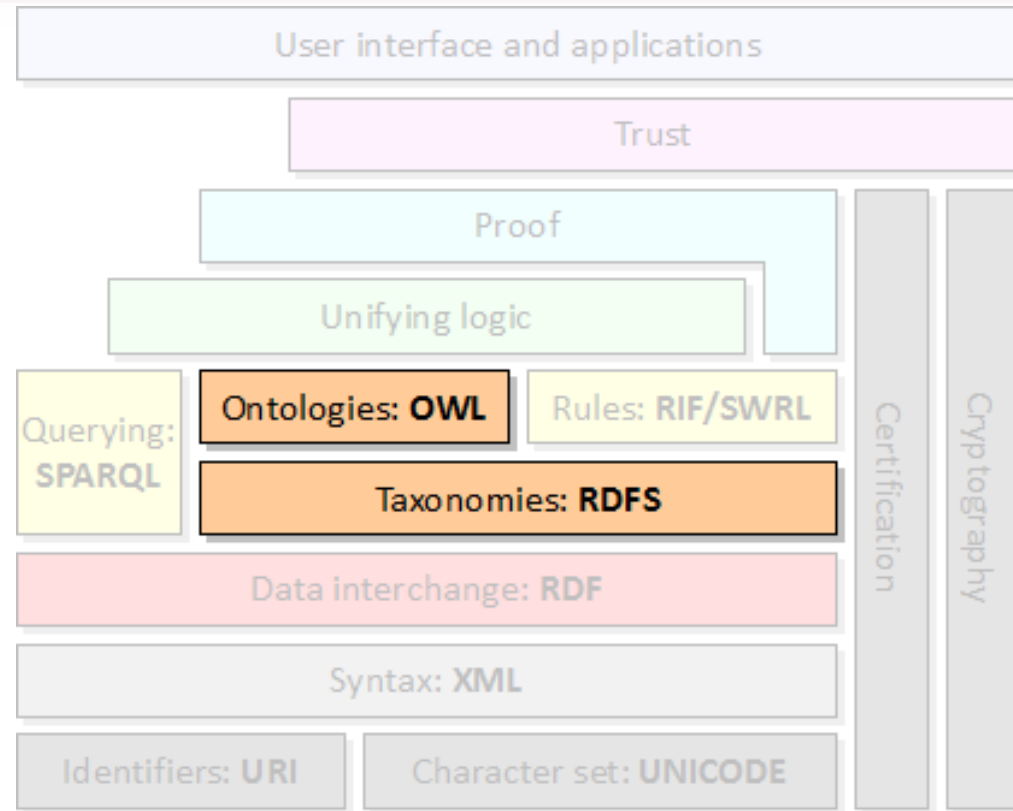 User interface and applications
Trust
Proof
Unifying logic
Querying:
SPARQL
Ontologies: OWL
Rules: RIF/SWRL
Taxonomies: RDFS
Data interchange: RDF
Syntax: XML
Identifiers: URI
Character set: UNICODE
Certification
Cryptography